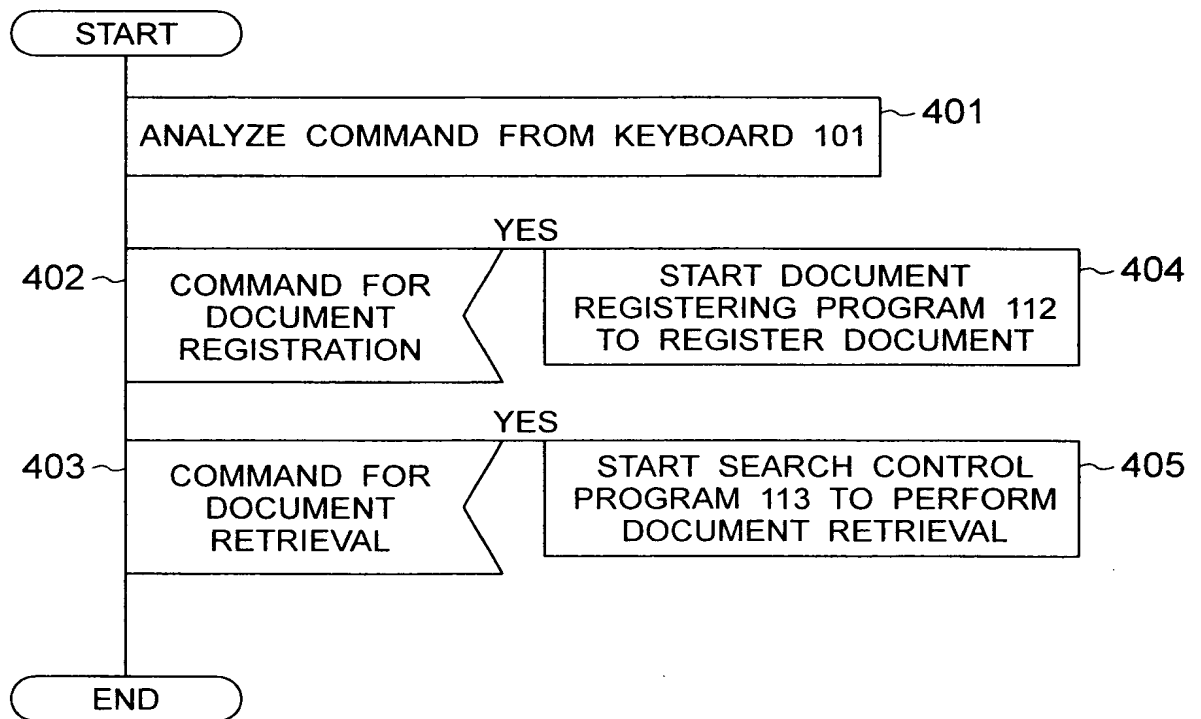 START
ANALYZE COMMAND FROM KEYBOARD 101
401
YES
402
COMMAND FOR
DOCUMENT
REGISTRATION
START DOCUMENT
REGISTERING PROGRAM 112
TO REGISTER DOCUMENT
404
YES
403
COMMAND FOR
DOCUMENT
RETRIEVAL
START SEARCH CONTROL
PROGRAM 113 TO PERFORM
DOCUMENT RETRIEVAL
405
END